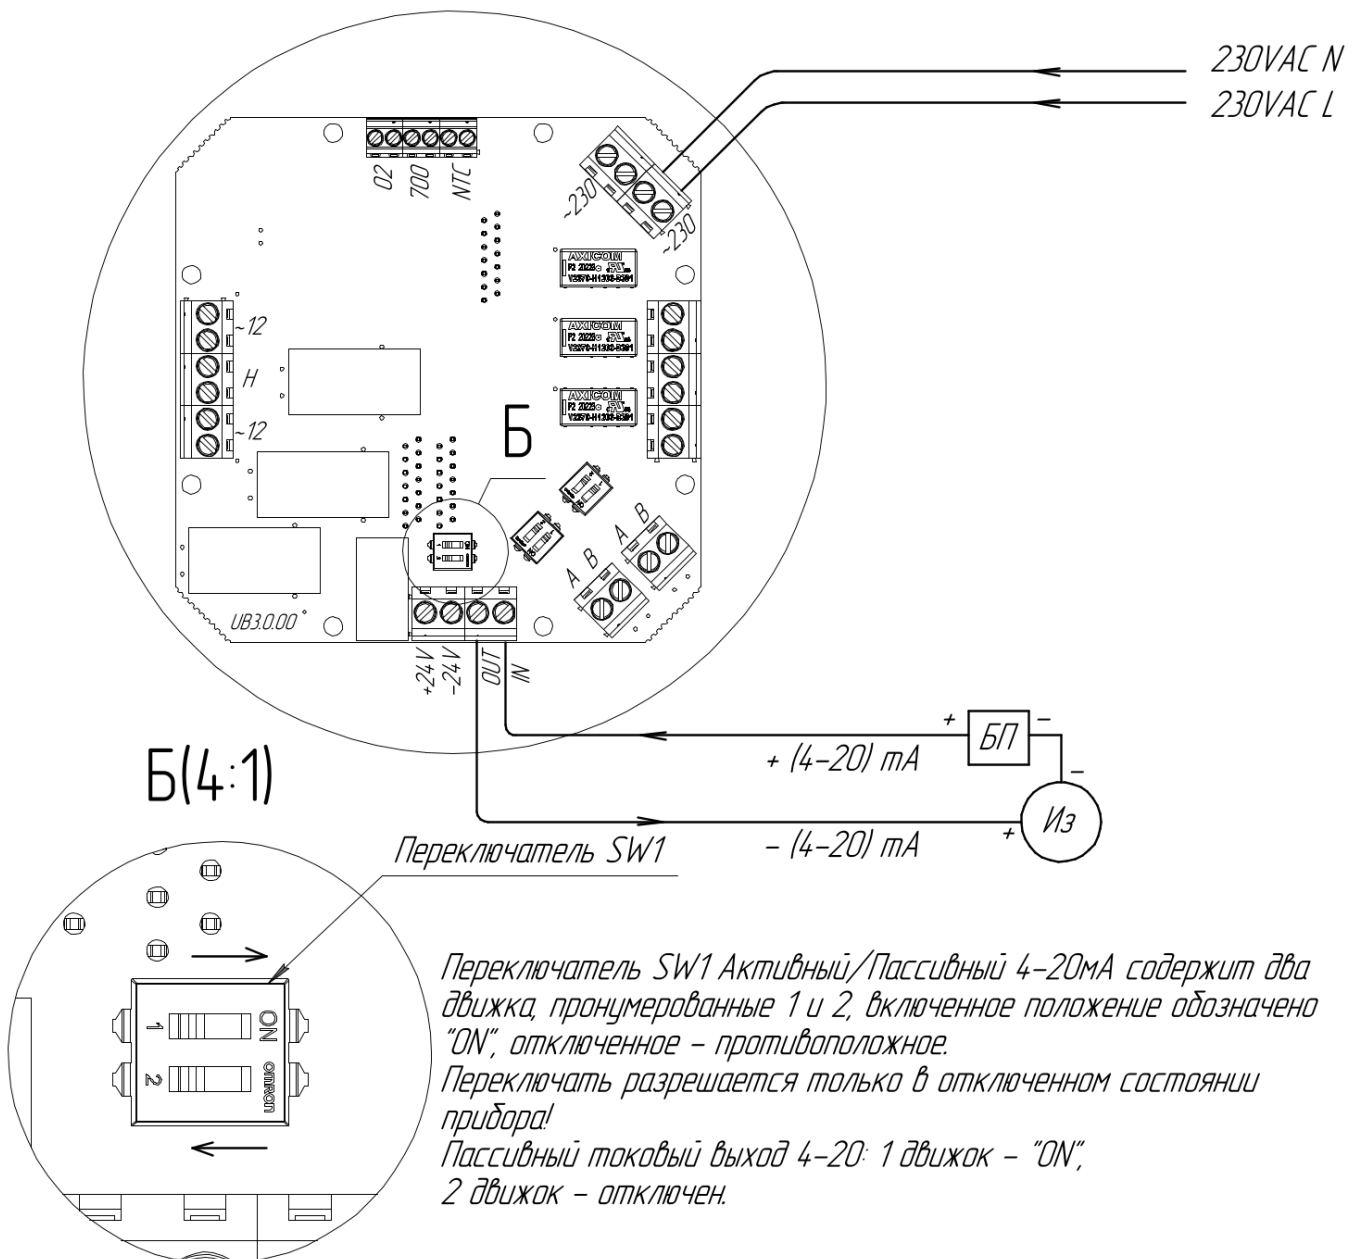 230VAC N
230VAC L
O2
700
NTC
~230
~230
AXICOM
AXICOM
AXICOM
~12
H
~12
Б
A B
A B
UB3.0.00
+24V
-24V
OUT
IN
+ БП -
+ (4-20) mA
-
+ Из
- (4-20) mA
Б(4:1)
Переключатель SW1
1 ON
2 OMRON
Переключатель SW1 Активный/Пассивный 4-20мА содержит два
движка, пронумерованные 1 и 2, включенное положение обозначено
"ON", отключенное - противоположное.
Переключать разрешается только в отключенном состоянии
прибора!
Пассивный токовый выход 4-20: 1 движок - "ON",
2 движок - отключен.